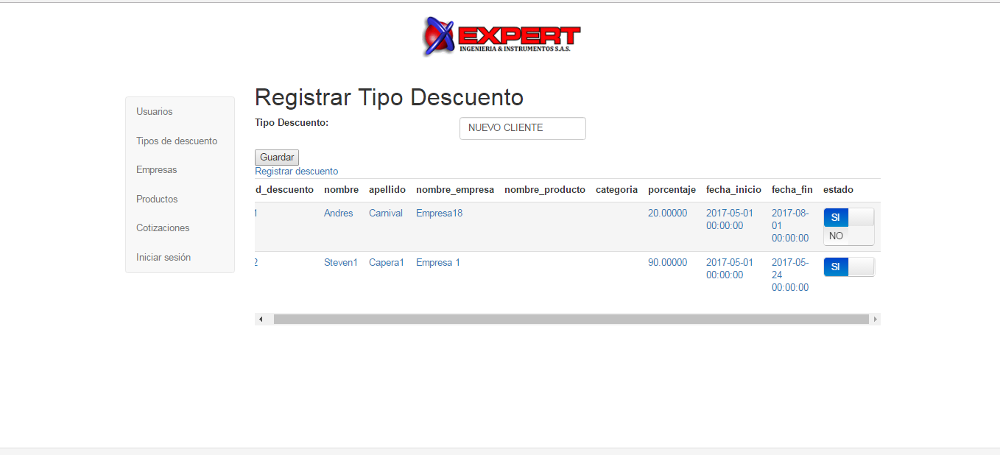 EXPERT
INGENIERIA & INSTRUMENTOS S.A.S.
Usuarios
Tipos de descuento
Empresas
Productos
Cotizaciones
Iniciar sesión
Registrar Tipo Descuento
Tipo Descuento:
NUEVO CLIENTE
Guardar
Registrar descuento
d_descuento nombre apellido nombre_empresa nombre_producto categoria porcentaje fecha_inicio fecha_fin estado
1 Andres Carnival Empresa18 20.00000 2017-05-01 2017-08- SI
00:00:00 01
00:00:00 NO
2 Steven1 Capera1 Empresa 1 90.00000 2017-05-01 2017-05- SI
00:00:00 24
00:00:00